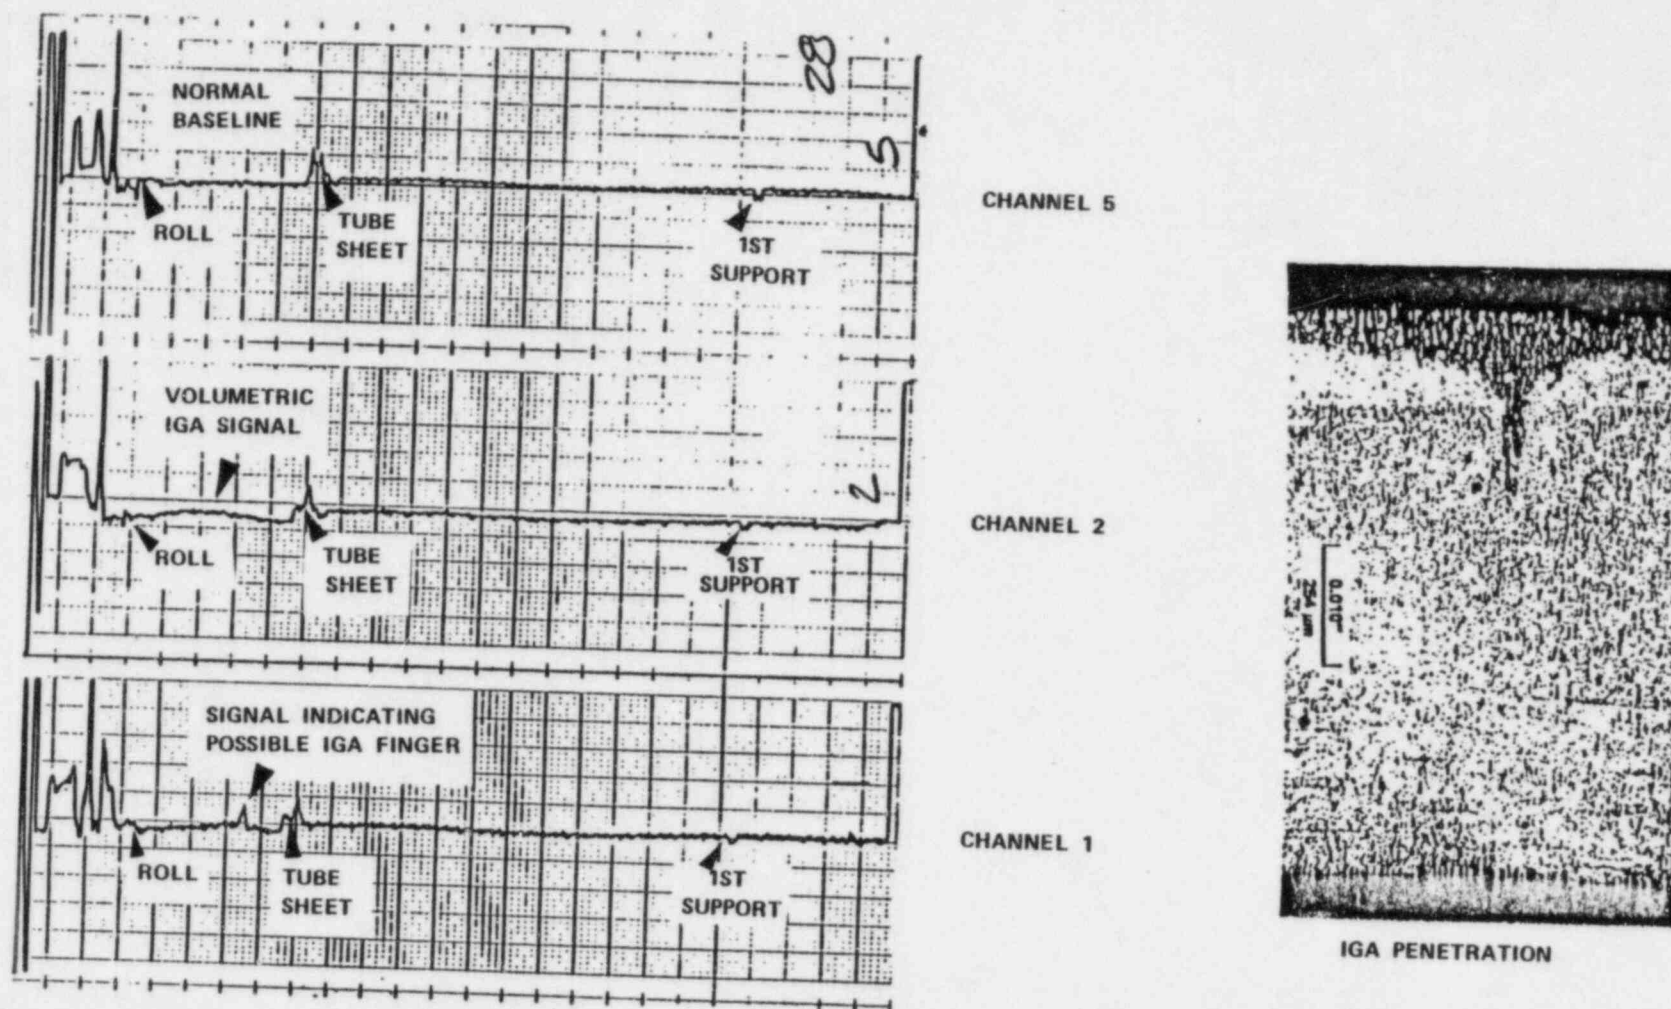 28
NORMAL
BASELINE
5
ROLL
TUBE
SHEET
1ST
SUPPORT
CHANNEL 5
VOLUMETRIC
IGA SIGNAL
2
ROLL
TUBE
SHEET
1ST
SUPPORT
CHANNEL 2
SIGNAL INDICATING
POSSIBLE IGA FINGER
ROLL
TUBE
SHEET
1ST
SUPPORT
CHANNEL 1
0.010"
254 μm
IGA PENETRATION